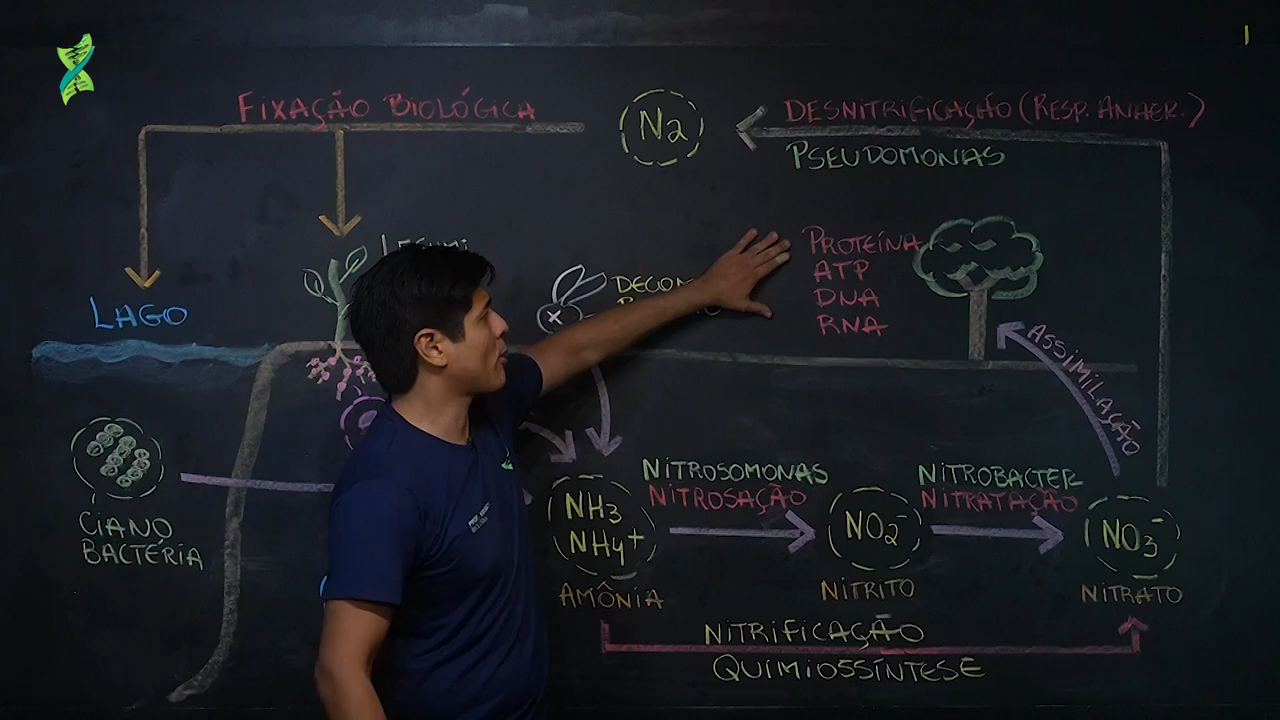 FIXAÇÃO BIOLÓGICA
N2
DESNITRIFICAÇÃO (RESP. ANAER.)
PSEUDOMONAS
PROTEÍNA
ATP
DNA
RNA
LAGO
ASSIMILAÇÃO
CIANO
BACTERIA
NH3
NH4+
AMÔNIA
NITROSOMONAS
NITROSAÇÃO
NO2-
NITRITO
NITROBACTER
NITRATAÇÃO
NO3-
NITRATO
NITRIFICAÇÃO
QUIMIOSSÍNTESE